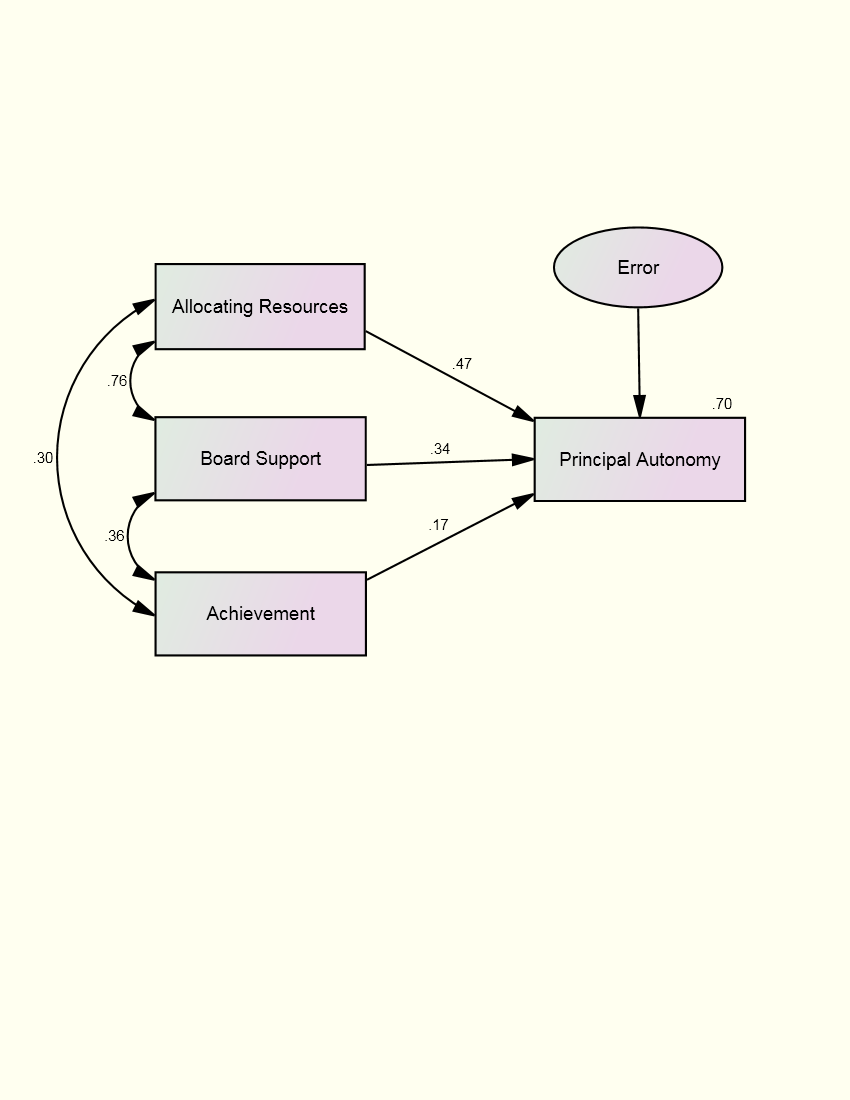 Error
Allocating Resources
.47
.76
.70
.30
Board Support
.34
Principal Autonomy
.36
.17
Achievement